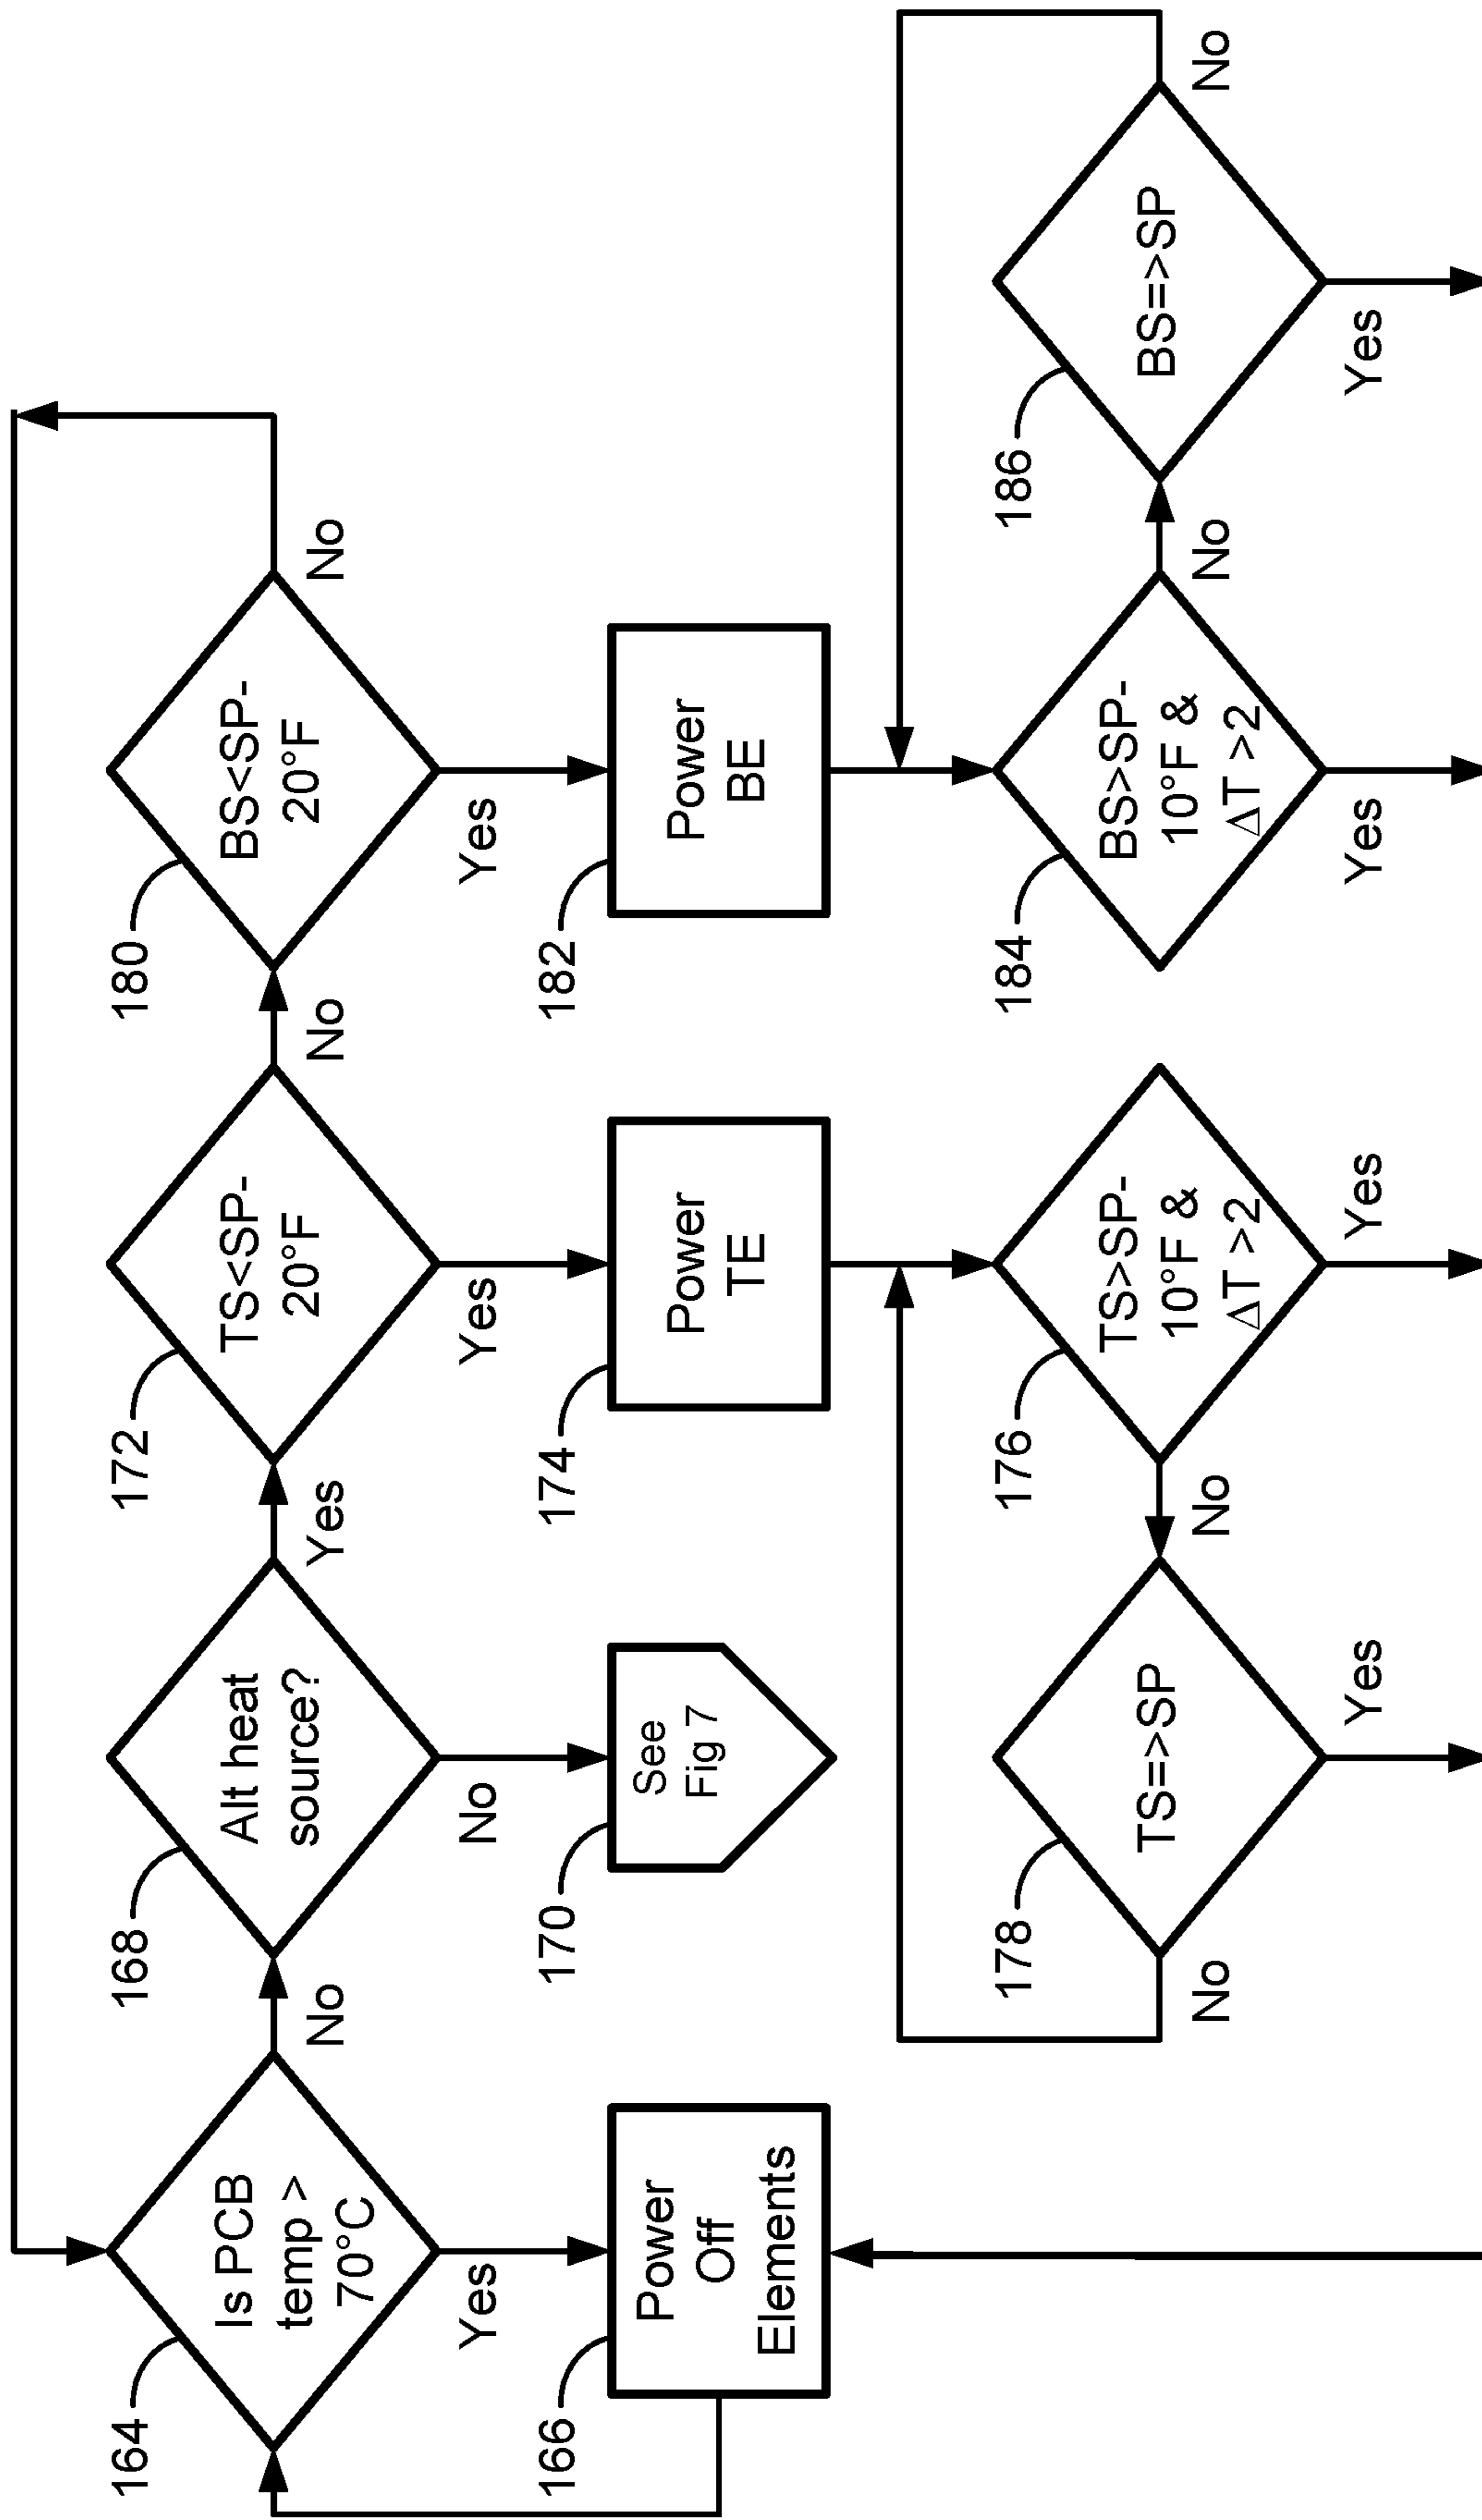 164
Is PCB
temp >
70°C
No
Yes
168
Alt heat
source?
Yes
No
172
TS<SP-
20°F
No
Yes
180
BS<SP-
20°F
No
Yes
166
Power
Off
Elements
170
See
Fig 7
174
Power
TE
182
Power
BE
178
TS=>SP
No
Yes
176
TS>SP-
10°F &
ΔT >2
No
Yes
184
BS>SP-
10°F &
ΔT >2
No
Yes
186
BS=>SP
No
Yes